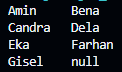 Amin Bena
Candra Dela
Eka Farhan
Gisel null